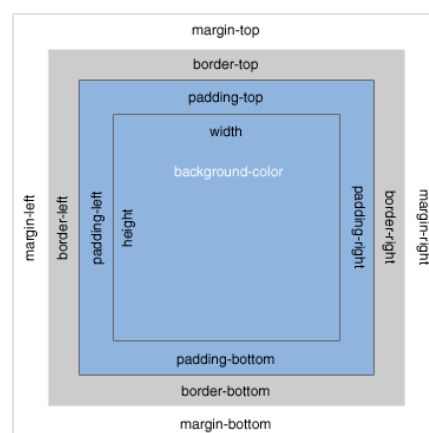 margin-top
border-top
padding-top
width
background-color
margin-left
border-left
padding-left
height
padding-right
border-right
margin-right
padding-bottom
border-bottom
margin-bottom